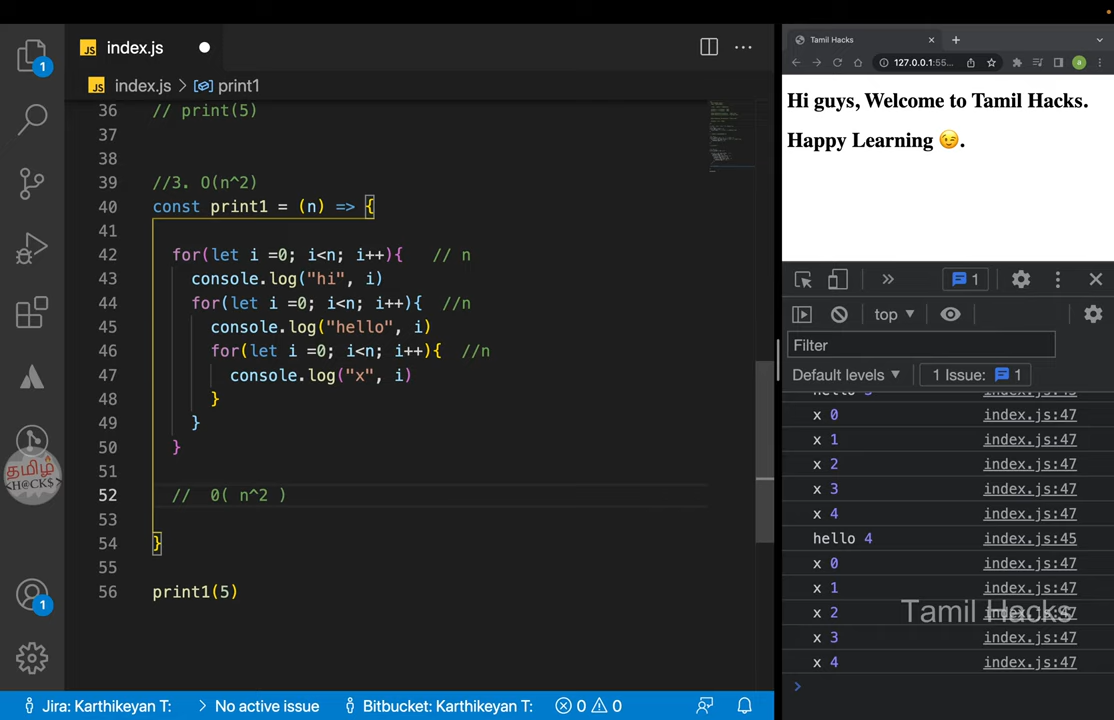 index.js
index.js > print1
36 // print(5)
37
38
39 //3. O(n^2)
40 const print1 = (n) => {
41
42 for(let i =0; i<n; i++){ // n
43 console.log("hi", i)
44 for(let i =0; i<n; i++){ //n
45 console.log("hello", i)
46 for(let i =0; i<n; i++){ //n
47 console.log("x", i)
48 }
49 }
50 }
51
52 // 0( n^2 )
53
54 }
55
56 print1(5)
1
1
தமிழ்
<H@CK$>
Jira: Karthikeyan T: > No active issue Bitbucket: Karthikeyan T: 0 0
Tamil Hacks
127.0.0.1:55... a
Hi guys, Welcome to Tamil Hacks.
Happy Learning 😉.
1
top
Filter
Default levels 1 Issue: 1
x 0 index.js:47
x 1 index.js:47
x 2 index.js:47
x 3 index.js:47
x 4 index.js:47
hello 4 index.js:45
x 0 index.js:47
x 1 index.js:47
x 2 index.js:47
x 3 index.js:47
x 4 index.js:47
Tamil Hacks